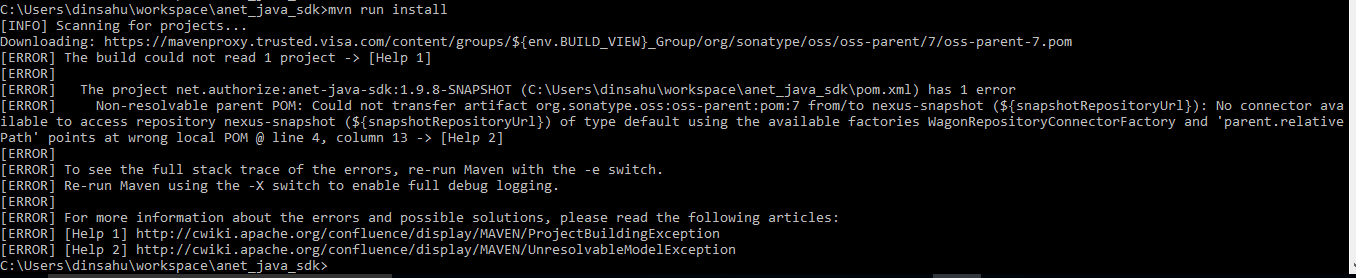 C:\Users\dinsahu\workspace\anet_java_sdk>mvn run install
[INFO] Scanning for projects...
Downloading: https://mavenproxy.trusted.visa.com/content/groups/${env.BUILD_VIEW}_Group/org/sonatype/oss/oss-parent/7/oss-parent-7.pom
[ERROR] The build could not read 1 project -> [Help 1]
[ERROR]
[ERROR]   The project net.authorize:anet-java-sdk:1.9.8-SNAPSHOT (C:\Users\dinsahu\workspace\anet_java_sdk\pom.xml) has 1 error
[ERROR]     Non-resolvable parent POM: Could not transfer artifact org.sonatype.oss:oss-parent:pom:7 from/to nexus-snapshot (${snapshotRepositoryUrl}): No connector ava
ilable to access repository nexus-snapshot (${snapshotRepositoryUrl}) of type default using the available factories WagonRepositoryConnectorFactory and 'parent.relative
Path' points at wrong local POM @ line 4, column 13 -> [Help 2]
[ERROR]
[ERROR] To see the full stack trace of the errors, re-run Maven with the -e switch.
[ERROR] Re-run Maven using the -X switch to enable full debug logging.
[ERROR]
[ERROR] For more information about the errors and possible solutions, please read the following articles:
[ERROR] [Help 1] http://cwiki.apache.org/confluence/display/MAVEN/ProjectBuildingException
[ERROR] [Help 2] http://cwiki.apache.org/confluence/display/MAVEN/UnresolvableModelException
C:\Users\dinsahu\workspace\anet_java_sdk>